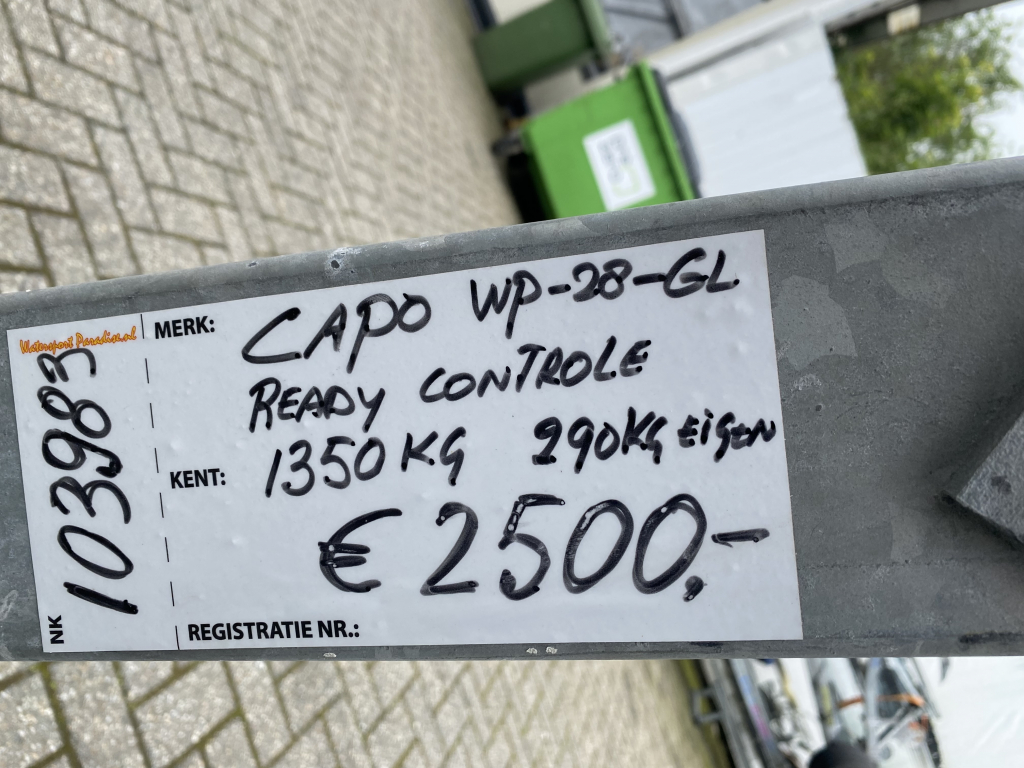 Watersport Paradise.nl
NK 103983
MERK: CAPO WP-28-GL
READY CONTROLE
KENT: 1350 KG 290KG EIGEN
€ 2500,-
REGISTRATIE NR.: